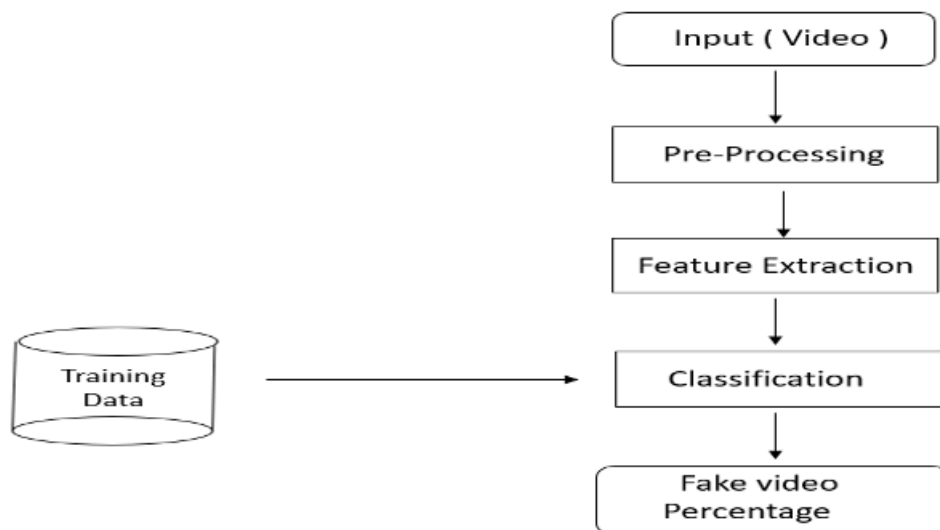 Input ( Video )
Pre-Processing
Feature Extraction
Training
Data
Classification
Fake video
Percentage